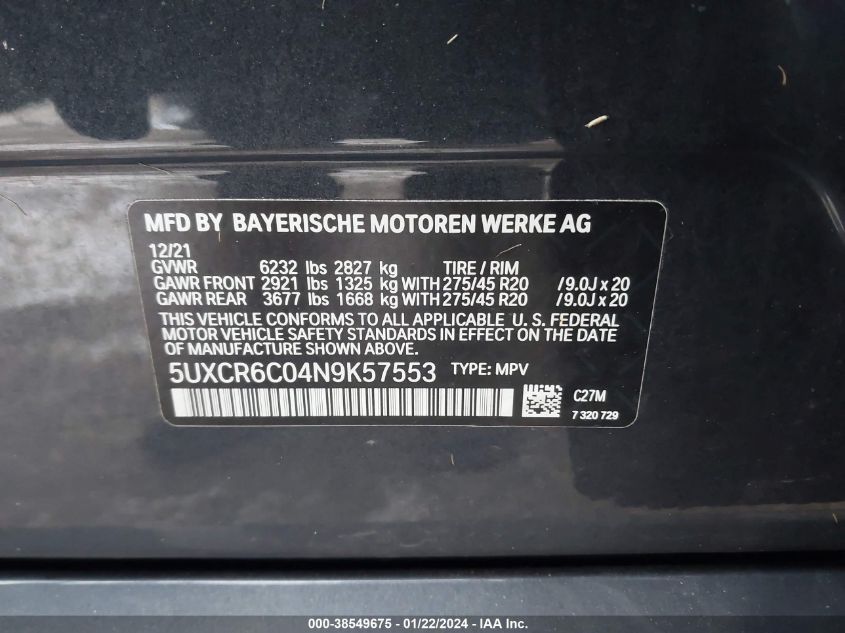 MFD BY BAYERISCHE MOTOREN WERKE AG
12/21
GVWR 6232 lbs 2827 kg TIRE / RIM
GAWR FRONT 2921 lbs 1325 kg WITH 275/45 R20 / 9.0J x 20
GAWR REAR 3677 lbs 1668 kg WITH 275/45 R20 / 9.0J x 20
THIS VEHICLE CONFORMS TO ALL APPLICABLE U. S. FEDERAL
MOTOR VEHICLE SAFETY STANDARDS IN EFFECT ON THE DATE
OF MANUFACTURE SHOWN ABOVE.
5UXCR6C04N9K57553 TYPE: MPV
C27M
7 320 729
000-38549675 - 01/22/2024 - IAAI.COM